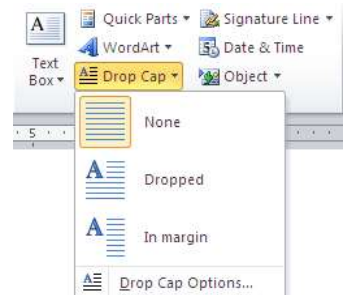 Quick Parts Signature Line
WordArt Date & Time
Text Box
Drop Cap Object
5
None
Dropped
In margin
Drop Cap Options...